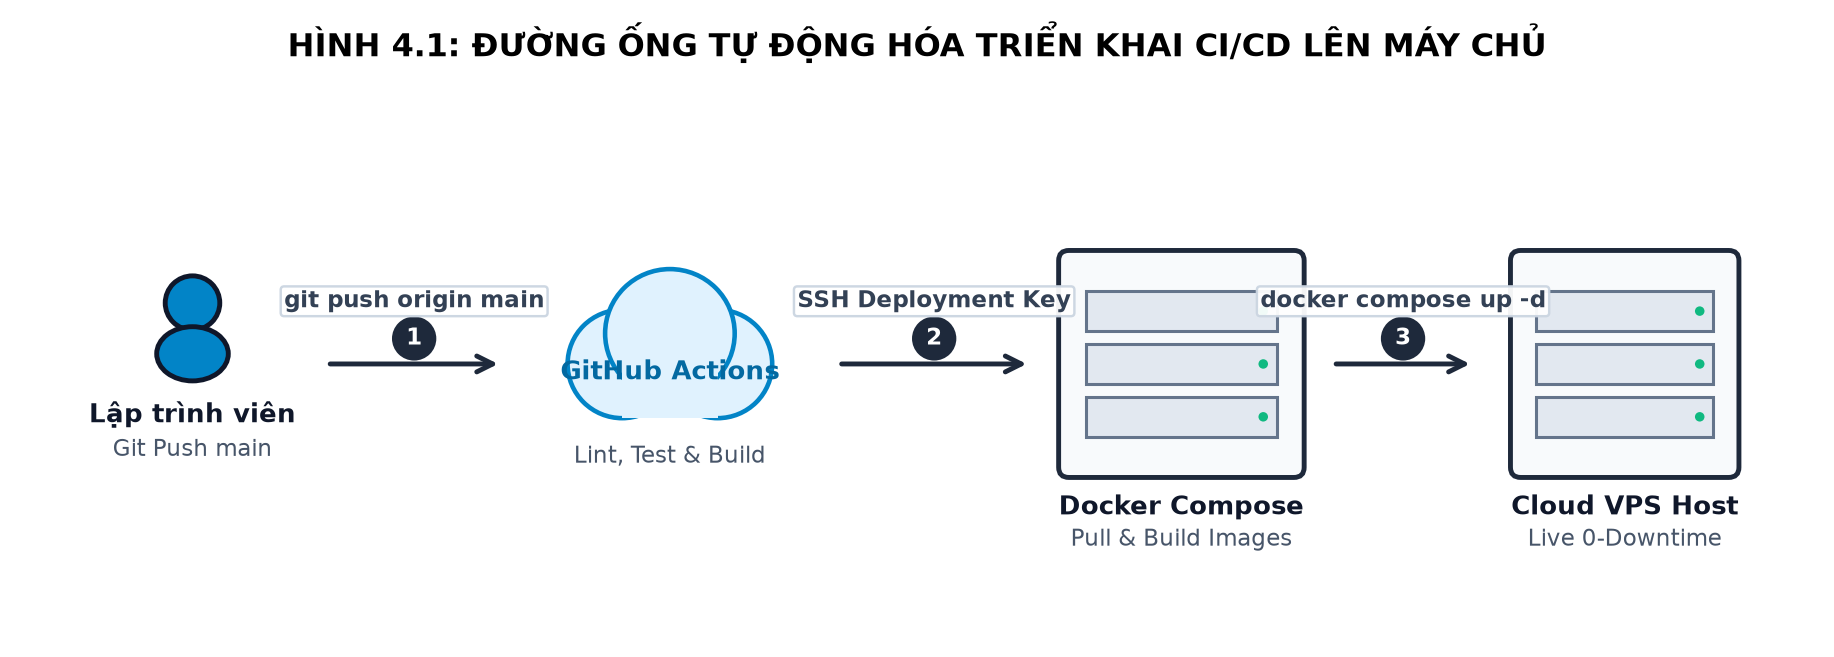 HÌNH 4.1: ĐƯỜNG ỐNG TỰ ĐỘNG HÓA TRIỂN KHAI CI/CD LÊN MÁY CHỦ
git push origin main
1
SSH Deployment Key
2
docker compose up -d
3
Lập trình viên
Git Push main
GitHub Actions
Lint, Test & Build
Docker Compose
Pull & Build Images
Cloud VPS Host
Live 0-Downtime